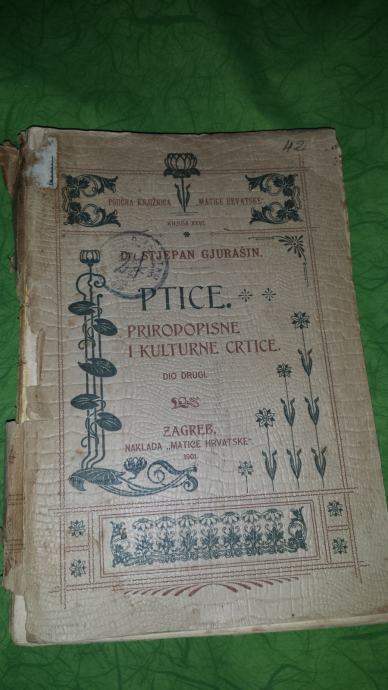 42
POUČNA KNJIŽNICA „MATICE HRVATSKE“
KNJIGA XXVI.
Dr STJEPAN GJURAŠIN.
PTICE.
PRIRODOPISNE
I KULTURNE CRTICE.
DIO DRUGI.
ZAGREB,
NAKLADA „MATICE HRVATSKE“
1901.